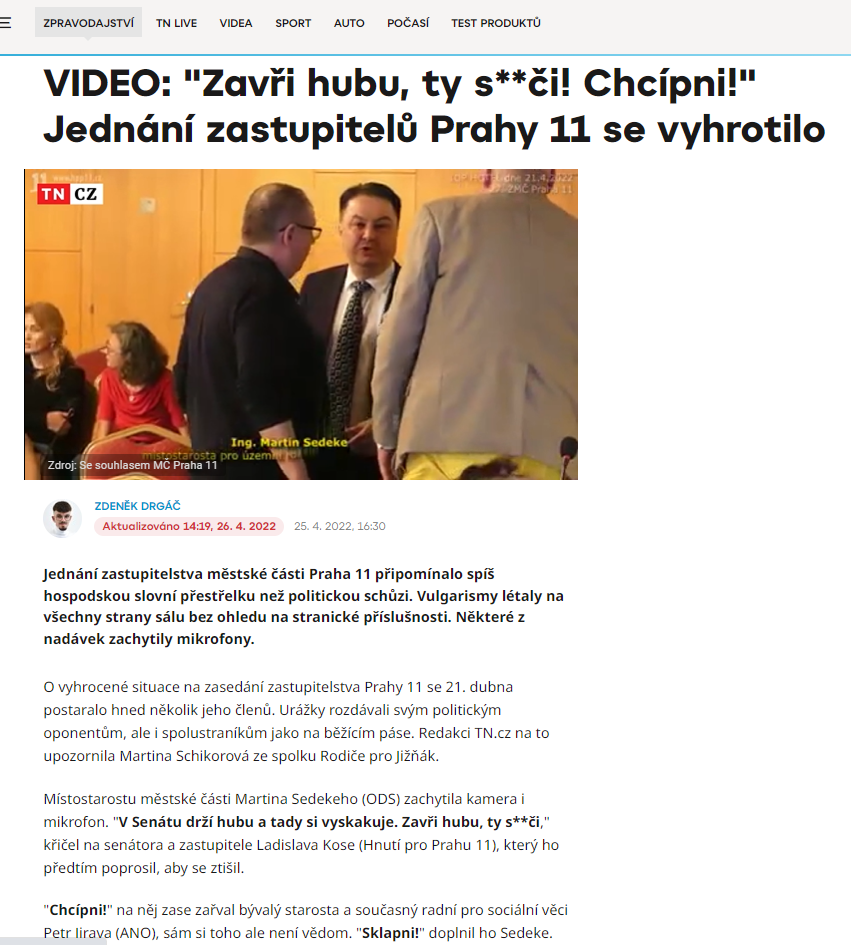 ZPRAVODAJSTVÍ TN LIVE VIDEA SPORT AUTO POČASÍ TEST PRODUKTŮ
VIDEO: "Zavři hubu, ty s**či! Chcípni!"
Jednání zastupitelů Prahy 11 se vyhrotilo
TN CZ
Ing. Martin Sedeke
místostarosta pro území
Zdroj: Se souhlasem MČ Praha 11
ZDENĚK DRGÁČ
Aktualizováno 14:19, 26. 4. 2022 25. 4. 2022, 16:30
Jednání zastupitelstva městské části Praha 11 připomínalo spíš
hospodskou slovní přestřelku než politickou schůzi. Vulgarismy létaly na
všechny strany sálu bez ohledu na stranické příslušnosti. Některé z
nadávek zachytily mikrofony.
O vyhrocené situace na zasedání zastupitelstva Prahy 11 se 21. dubna
postaralo hned několik jeho členů. Urážky rozdávali svým politickým
oponentům, ale i spolustraníkům jako na běžícím páse. Redakci TN.cz na to
upozornila Martina Schikorová ze spolku Rodiče pro Jižňák.
Místostarostu městské části Martina Sedekeho (ODS) zachytila kamera i
mikrofon. "V Senátu drží hubu a tady si vyskakuje. Zavři hubu, ty s**či,"
křičel na senátora a zastupitele Ladislava Kose (Hnutí pro Prahu 11), který ho
předtím poprosil, aby se ztišil.
"Chcípni!" na něj zase zařval bývalý starosta a současný radní pro sociální věci
Petr Jirava (ANO), sám si toho ale není vědom. "Sklapni!" doplnil ho Sedeke.